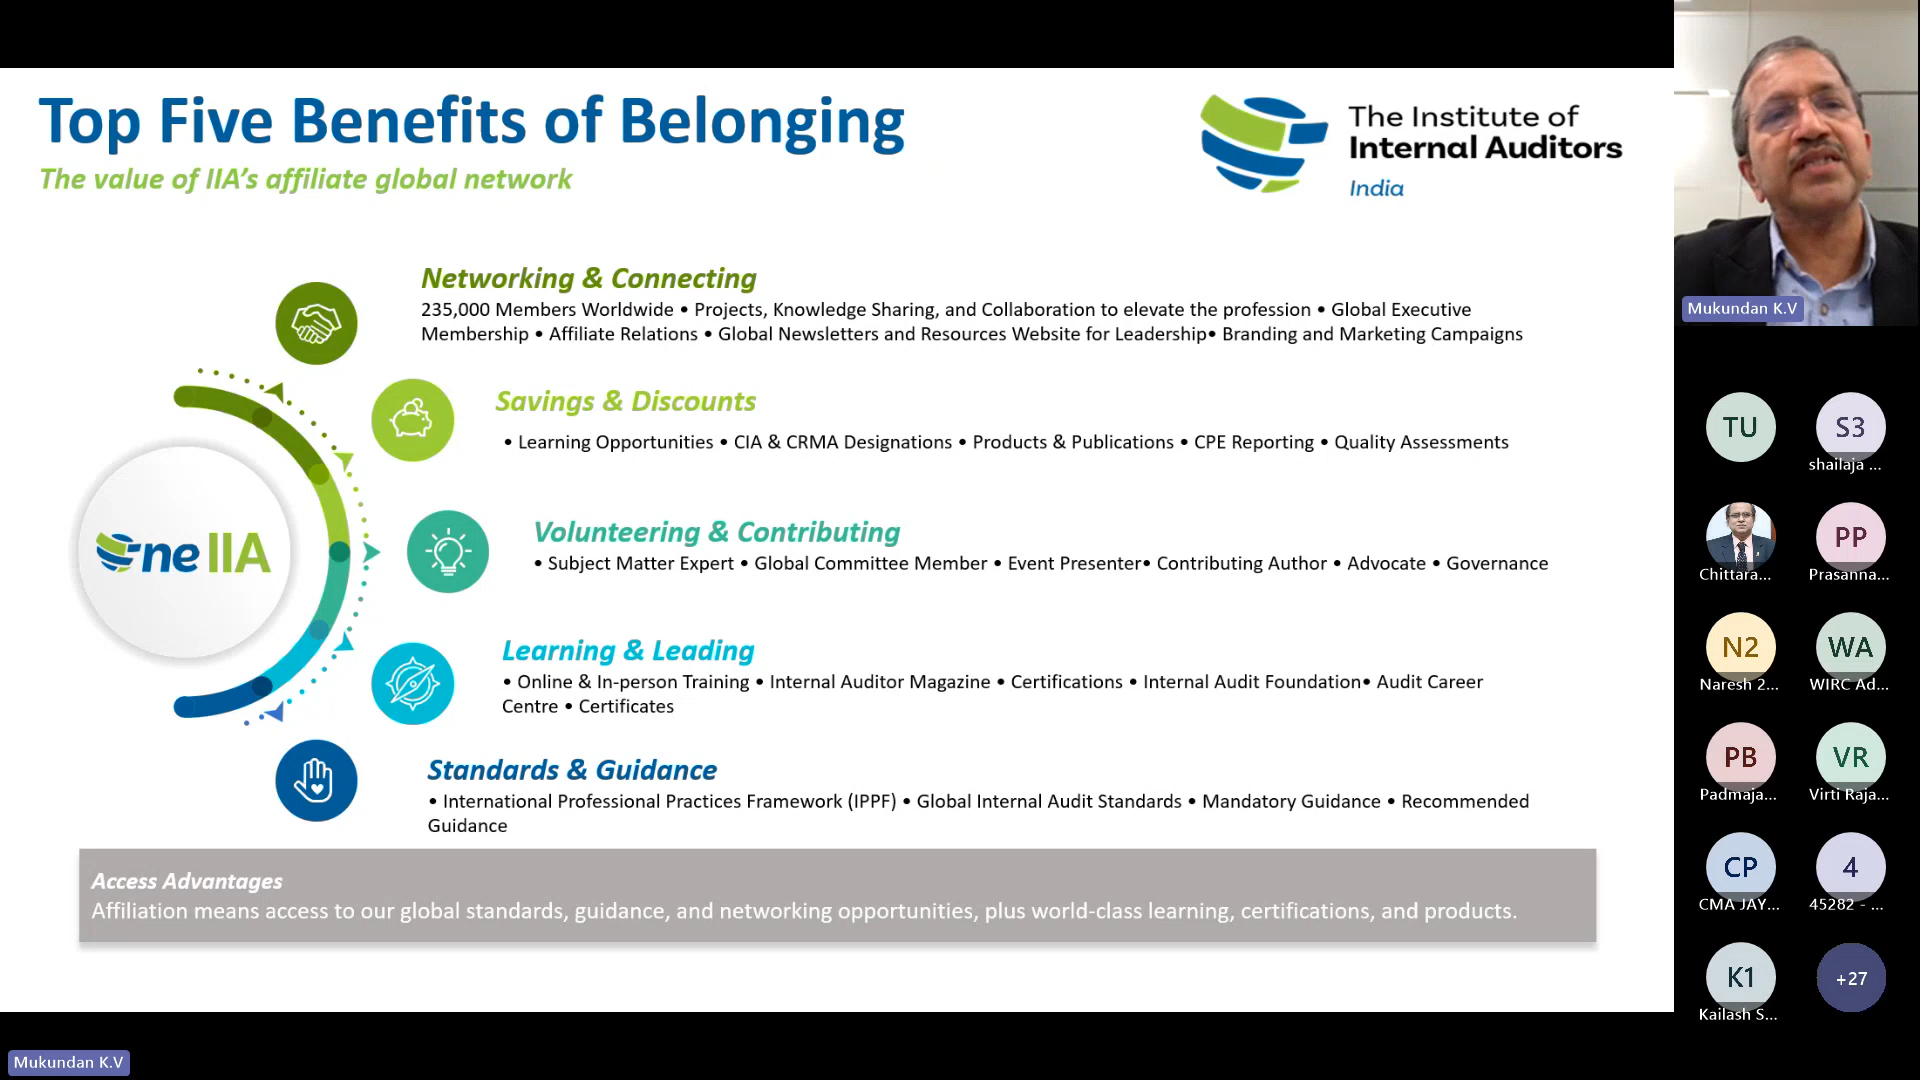 Top Five Benefits of Belonging
The value of IIA's affiliate global network
The Institute of
Internal Auditors
India
Networking & Connecting
235,000 Members Worldwide • Projects, Knowledge Sharing, and Collaboration to elevate the profession • Global Executive
Membership • Affiliate Relations • Global Newsletters and Resources Website for Leadership• Branding and Marketing Campaigns
Savings & Discounts
• Learning Opportunities • CIA & CRMA Designations • Products & Publications • CPE Reporting • Quality Assessments
Volunteering & Contributing
• Subject Matter Expert • Global Committee Member • Event Presenter• Contributing Author • Advocate • Governance
One IIA
Learning & Leading
• Online & In-person Training • Internal Auditor Magazine • Certifications • Internal Audit Foundation• Audit Career
Centre • Certificates
Standards & Guidance
• International Professional Practices Framework (IPPF) • Global Internal Audit Standards • Mandatory Guidance • Recommended
Guidance
Access Advantages
Affiliation means access to our global standards, guidance, and networking opportunities, plus world-class learning, certifications, and products.
Mukundan K.V
Mukundan K.V
TU
S3
shailaja ...
Chittara...
PP
Prasanna...
N2
Naresh 2...
WA
WIRC Ad...
PB
Padmaja...
VR
Virti Raja...
CP
CMA JAY...
4
45282 - ...
K1
Kailash S...
+27